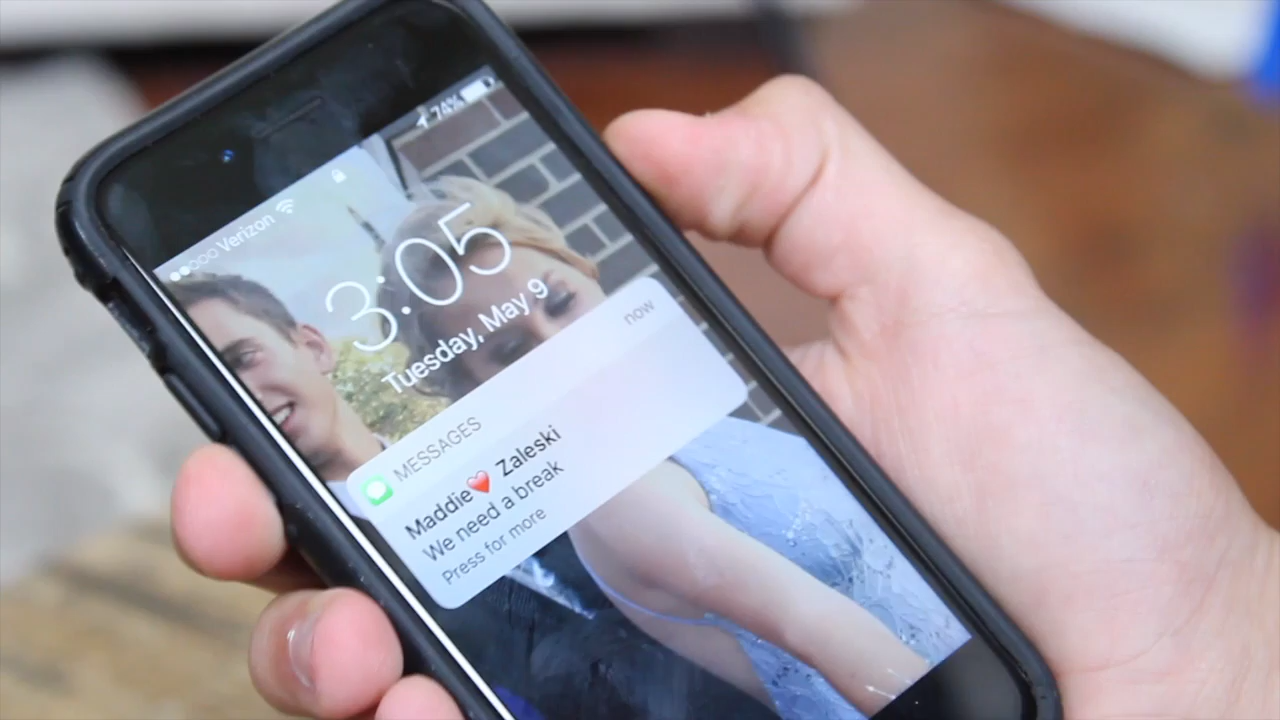 ●●○○○ Verizon 74%
3:05
Tuesday, May 9
MESSAGES now
Maddie❤️ Zaleski
We need a break
Press for more